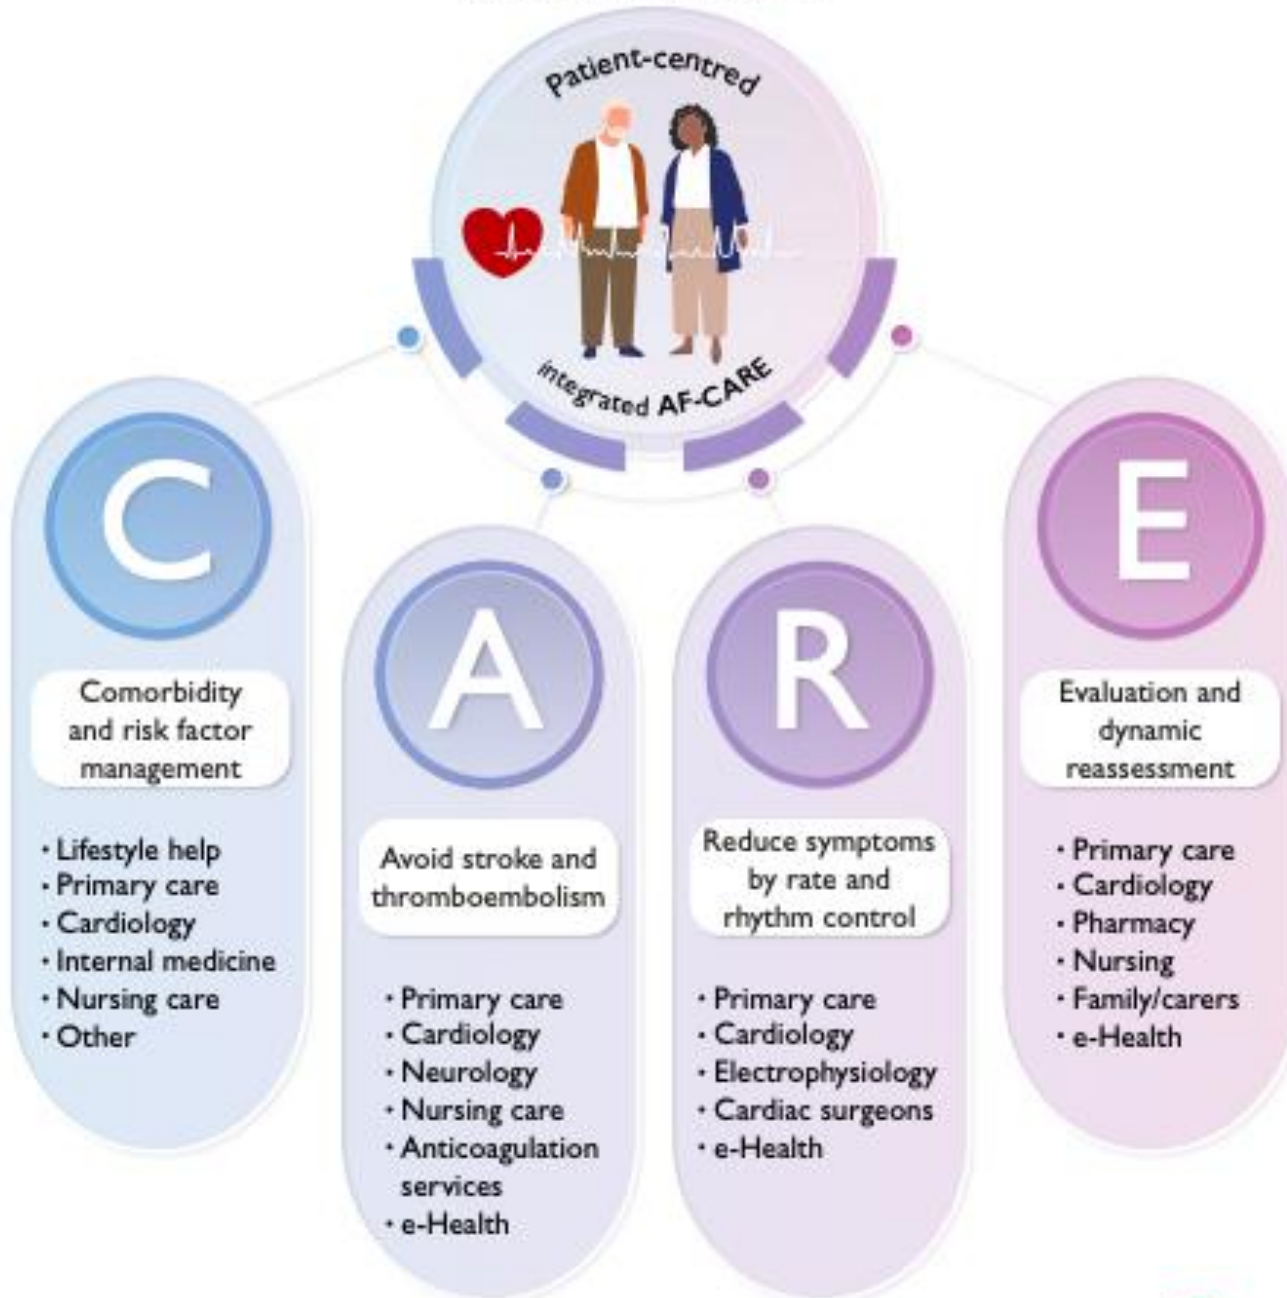 Patient-centred
integrated AF-CARE
C
Comorbidity
and risk factor
management
· Lifestyle help
· Primary care
· Cardiology
· Internal medicine
· Nursing care
· Other
A
Avoid stroke and
thromboembolism
· Primary care
· Cardiology
· Neurology
· Nursing care
· Anticoagulation
services
· e-Health
R
Reduce symptoms
by rate and
rhythm control
· Primary care
· Cardiology
· Electrophysiology
· Cardiac surgeons
· e-Health
E
Evaluation and
dynamic
reassessment
· Primary care
· Cardiology
· Pharmacy
· Nursing
· Family/carers
· e-Health